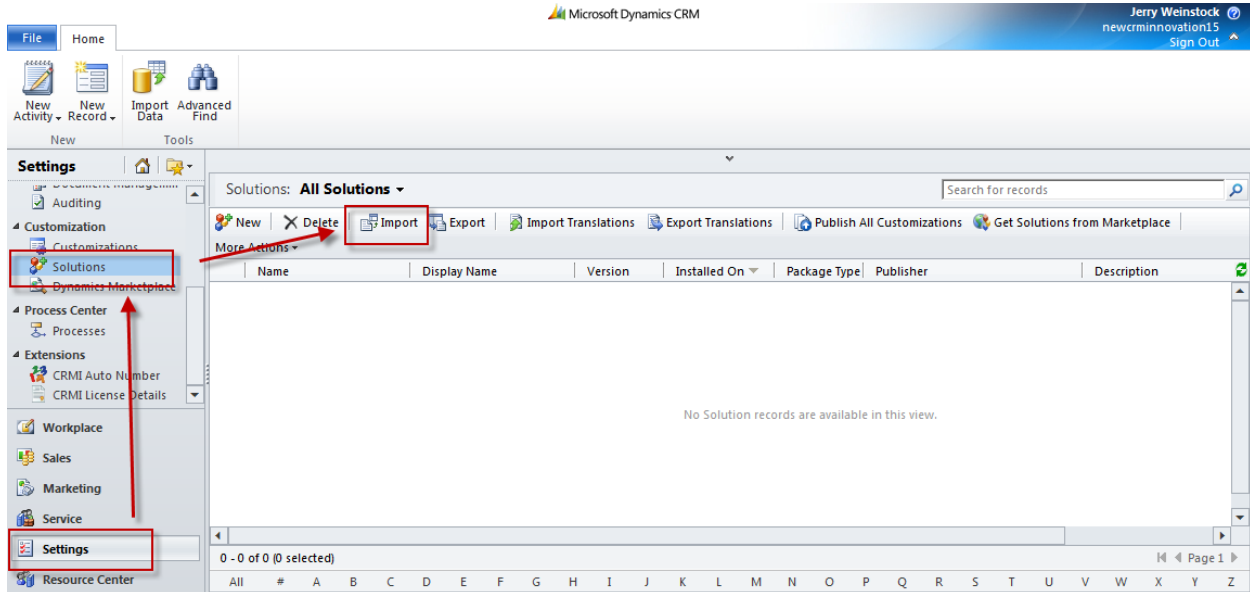 Microsoft Dynamics CRM
Jerry Weinstock
newcrminnovation15
Sign Out
File Home
New Activity
New Record
Import Data
Advanced Find
New
Tools
Settings
Auditing
Customization
Customizations
Solutions
Dynamics Marketplace
Process Center
Processes
Extensions
CRMI Auto Number
CRMI License Details
Workplace
Sales
Marketing
Service
Settings
Resource Center
Solutions: All Solutions
Search for records
New Delete Import Export Import Translations Export Translations Publish All Customizations Get Solutions from Marketplace
More Actions
Name Display Name Version Installed On Package Type Publisher Description
No Solution records are available in this view.
0 - 0 of 0 (0 selected) Page 1
All # A B C D E F G H I J K L M N O P Q R S T U V W X Y Z